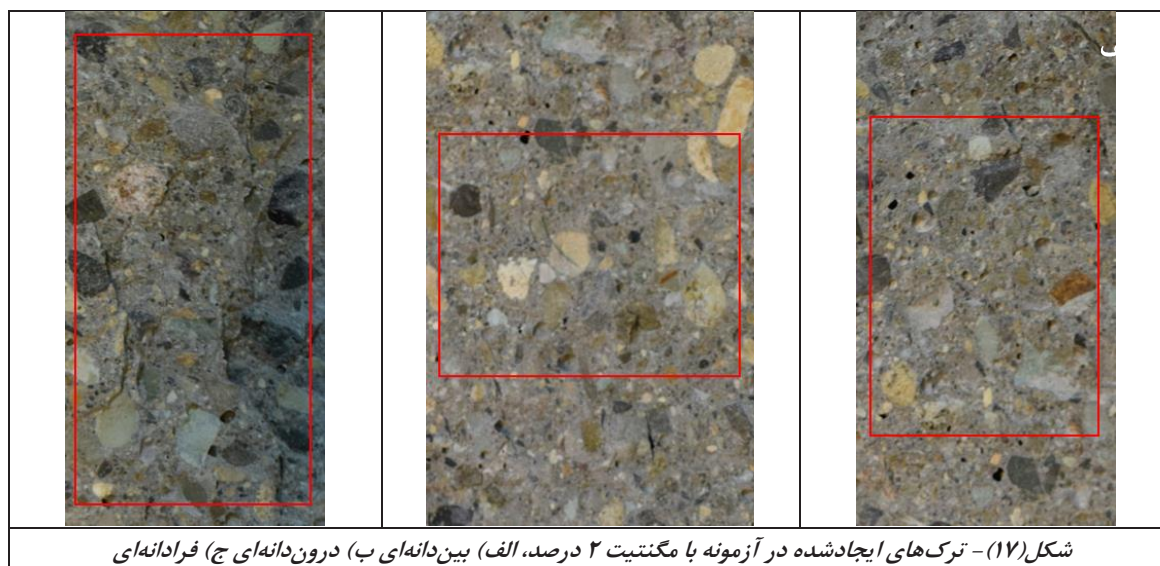 شکل(۱۷)- ترک‌های ایجادشده در آزمونه با مگنتیت ۲ درصد، الف) بین‌دانه‌ای ب) درون‌دانه‌ای ج) فرادانه‌ای